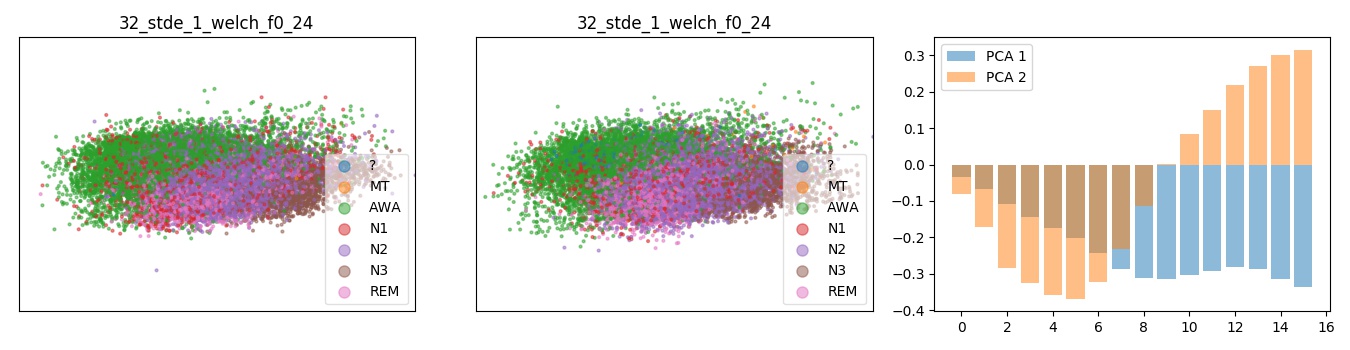 32_stde_1_welch_f0_24
?
MT
AWA
N1
N2
N3
REM
32_stde_1_welch_f0_24
?
MT
AWA
N1
N2
N3
REM
PCA 1
PCA 2
0.3
0.2
0.1
0.0
−0.1
−0.2
−0.3
−0.4
0 2 4 6 8 10 12 14 16